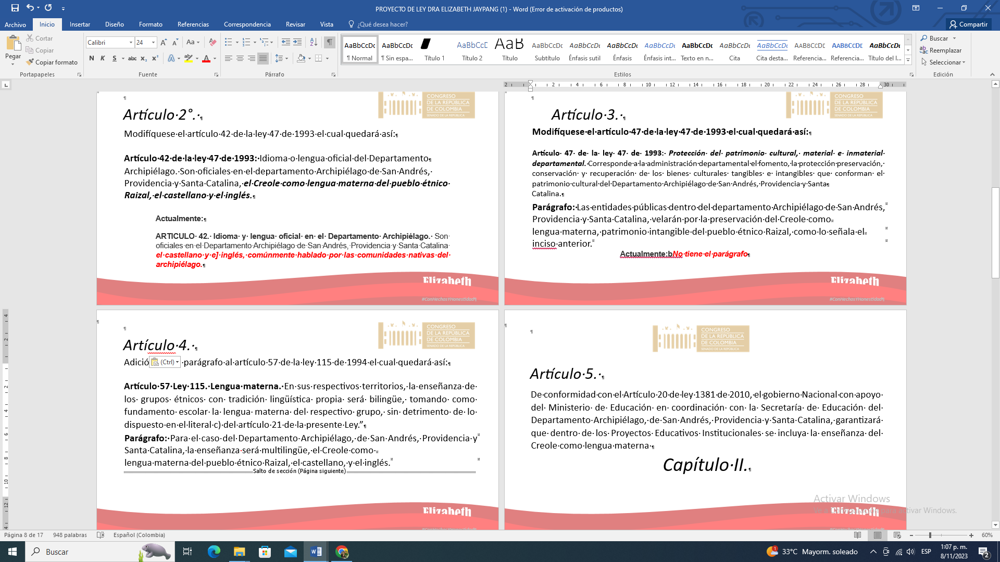 PROYECTO DE LEY DRA ELIZABETH JAYPANG (1) - Word (Error de activación de productos)
Archivo Inicio Insertar Diseño Formato Referencias Correspondencia Revisar Vista ¿Qué desea hacer? Compartir
Pegar
Cortar
Copiar
Copiar formato
Portapapeles
Calibri 24
Aa
N K S abc x₂ x²
Fuente
Párrafo
AaBbCcDc ¶ Normal
AaBbCcDc ¶ Sin espa...
Título 1
AaBbCcD Título 2
AaB Título
AaBbCcDc Subtítulo
AaBbCcDc Énfasis sutil
AaBbCcDc Énfasis
AaBbCcDc Énfasis int...
AaBbCcDc Texto en n...
AaBbCcDc Cita
AaBbCcDc Cita desta...
AABBCCDE Referencia...
AABBCCDE Referencia...
AaBbCcDc Título del l...
Estilos
Buscar
Reemplazar
Seleccionar
Edición
2 2 4 6 8 10 12 14 16 18 20 22 24 26 28 30
CONGRESO
DE LA REPÚBLICA
DE COLOMBIA
SENADO DE LA REPÚBLICA
Artículo·2°.·¶
Modifíquese·el·artículo·42·de·la·ley·47·de·1993·el·cual·quedará·así:¶
Artículo·42·de·la·ley·47·de·1993:·Idioma·o·lengua·oficial·del·Departamento¶
Archipiélago.·Son·oficiales·en·el·departamento·Archipiélago·de·San·Andrés,·
Providencia·y·Santa·Catalina,·el·Creole·como·lengua·materna·del·pueblo·étnico·
Raizal,·el·castellano·y·el·inglés.¶
Actualmente:¶
ARTICULO·42.·Idioma·y·lengua·oficial·en·el·Departamento·Archipiélago.·Son·
oficiales·en·el·Departamento·Archipiélago·de·San·Andrés,·Providencia·y·Santa·Catalina·
el·castellano·y·e]·inglés,·comúnmente·hablado·por·las·comunidades·nativas·del·
archipiélago.¶
Elizabeth
#ConHechosYHonestidad¶
CONGRESO
DE LA REPÚBLICA
DE COLOMBIA
SENADO DE LA REPÚBLICA
Artículo·3.·¶
Modifíquese·el·artículo·47·de·la·ley·47·de·1993·el·cual·quedará·así:¶
Artículo·47·de·la·ley·47·de·1993:·Protección·del·patrimonio·cultural,·material·e·inmaterial·
departamental.·Corresponde·a·la·administración·departamental·el·fomento,·la·protección·preservación,·
conservación·y·recuperación·de·los·bienes·culturales·tangibles·e·intangibles·que·conforman·el·
patrimonio·cultural·del·Departamento·Archipiélago·de·San·Andrés,·Providencia·y·Santa¶
Catalina.¶
Parágrafo:·Las·entidades·públicas·dentro·del·departamento·Archipiélago·de·San·Andrés,
Providencia·y·Santa·Catalina,·velarán·por·la·preservación·del·Creole·como¤
lengua·materna,·patrimonio·intangible·del·pueblo·étnico·Raizal,·como·lo·señala·el¤
inciso·anterior.¤
Actualmente:bNo·tiene·el·parágrafo¶
Elizabeth
#ConHechosYHonestidad¶
CONGRESO
DE LA REPÚBLICA
DE COLOMBIA
SENADO DE LA REPÚBLICA
Artículo·4.·¶
Adició (Ctrl) ·parágrafo·al·artículo·57·de·la·ley·115·de·1994·el·cual·quedará·así:¶
Artículo·57·Ley·115.·Lengua·materna.·En·sus·respectivos·territorios,·la·enseñanza·de·
los·grupos·étnicos·con·tradición·lingüística·propia·será·bilingüe,·tomando·como·
fundamento·escolar·la·lengua·materna·del·respectivo·grupo,·sin·detrimento·de·lo·
dispuesto·en·el·literal·c)·del·artículo·21·de·la·presente·Ley.”¶
Parágrafo:·Para·el·caso·del·Departamento·Archipiélago,·de·San·Andrés,·Providencia·y
Santa·Catalina,·la·enseñanza·será·multilingüe,·el·Creole·como·¤
lengua·materna·del·pueblo·étnico·Raizal,·el·castellano,·y·el·inglés.¤
Salto de sección (Página siguiente)
Elizabeth
CONGRESO
DE LA REPÚBLICA
DE COLOMBIA
SENADO DE LA REPÚBLICA
Artículo·5.·¶
De·conformidad·con·el·Artículo·20·de·ley·1381·de·2010,·el·gobierno·Nacional·con·apoyo·
del·Ministerio·de·Educación·en·coordinación·con·la·Secretaría·de·Educación·del·
Departamento·Archipiélago,·de·San·Andrés,·Providencia·y·Santa·Catalina,·garantizará·
que·dentro·de·los·Proyectos·Educativos·Institucionales·se·incluya·la·enseñanza·del·
Creole·como·lengua·materna·¶
Capítulo·II.¶
Elizabeth
Activar Windows
activar Windows.
Página 8 de 17 948 palabras Español (Colombia) 60%
Buscar
33°C Mayorm. soleado ESP
1:07 p. m.
8/11/2023
2